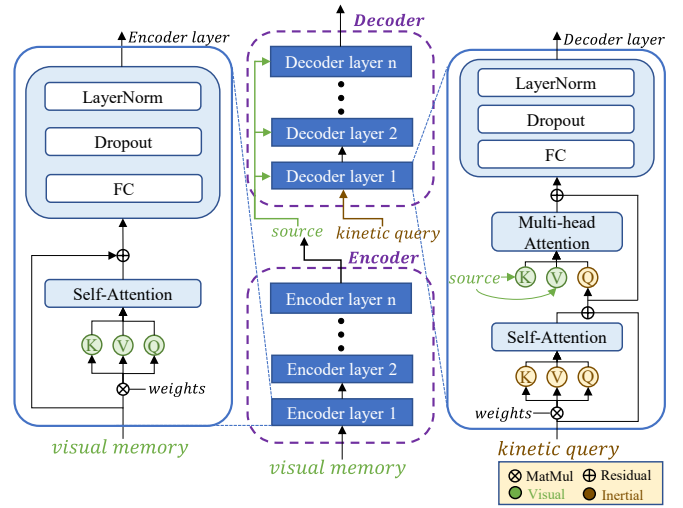 Encoder layer
LayerNorm
Dropout
FC
Self-Attention
K V Q
weights
visual memory
Decoder
Decoder layer n
Decoder layer 2
Decoder layer 1
source
kinetic query
Encoder
Encoder layer n
Encoder layer 2
Encoder layer 1
visual memory
Decoder layer
LayerNorm
Dropout
FC
Multi-head
Attention
source
K V Q
Self-Attention
K V Q
weights
kinetic query
MatMul Residual
Visual Inertial